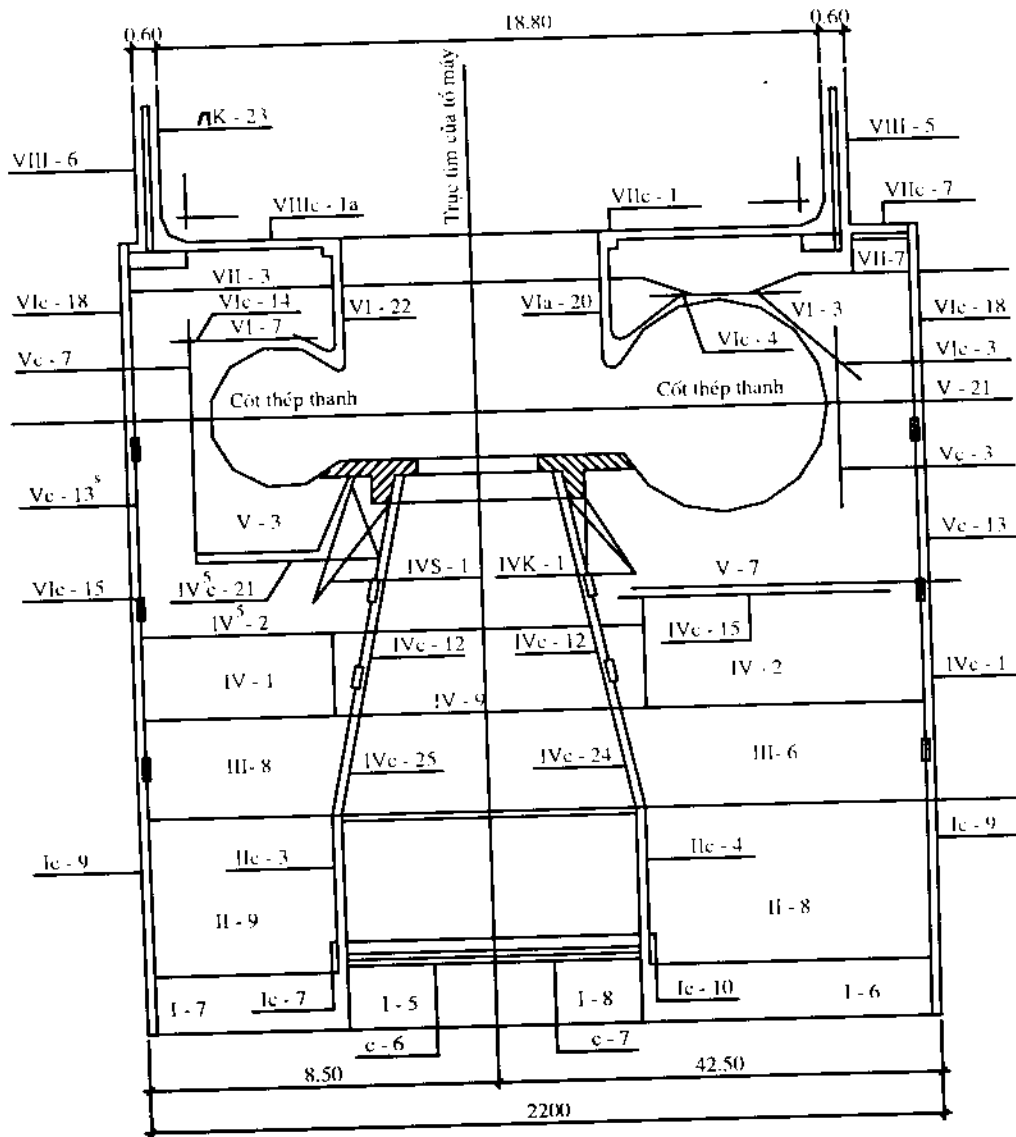 0.60
18.80
0.60
ЛK - 23
Trục tim của tổ máy
VIII - 6
VIII - 5
VIIIc - 1a
VIIc - 1
VIIc - 7
VII - 3
VII-7
VIc - 18
VIc - 14
VI - 22
VIa - 20
VI - 3
VIc - 18
VI - 7
VIc - 4
Vc - 7
VIc - 3
Cốt thép thanh
Cốt thép thanh
V - 21
Vc - 3
Vc - 13ˢ
V - 3
Vc - 13
IVS - 1
IVK - 1
V - 7
VIc - 15
IV⁵c - 21
IV⁵- 2
IVc - 12
IVc - 12
IVc - 15
IV - 1
IV - 2
IVc - 1
IV - 9
III- 8
IVc - 25
IVc - 24
III- 6
Ic - 9
Ic - 9
IIc - 3
IIc - 4
II - 9
II - 8
I - 7
Ic - 7
I - 5
I - 8
Ic - 10
I - 6
c - 6
c - 7
8.50
42.50
2200